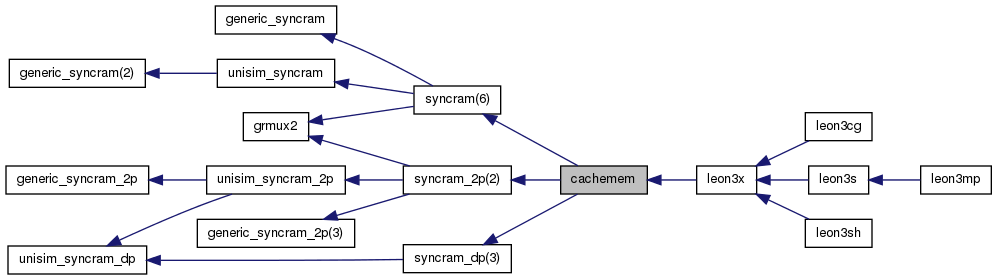 generic_syncram
generic_syncram(2)
unisim_syncram
syncram(6)
grmux2
leon3cg
generic_syncram_2p
unisim_syncram_2p
syncram_2p(2)
cachemem
leon3x
leon3s
leon3mp
generic_syncram_2p(3)
leon3sh
unisim_syncram_dp
syncram_dp(3)